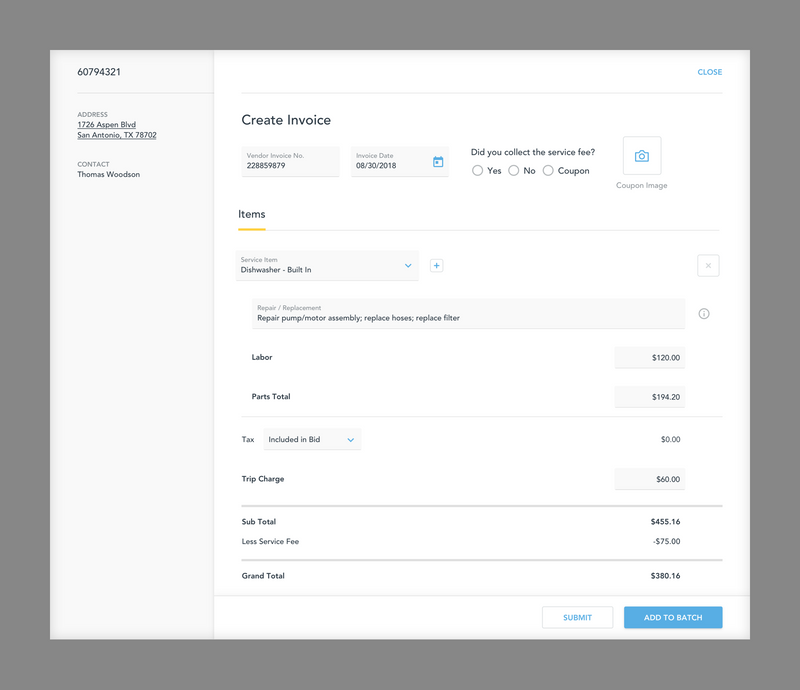 60794321
CLOSE
ADDRESS
1726 Aspen Blvd
San Antonio, TX 78702
CONTACT
Thomas Woodson
Create Invoice
Vendor Invoice No.
228859879
Invoice Date
08/30/2018
Did you collect the service fee?
Yes No Coupon
Coupon Image
Items
Service Item
Dishwasher - Built In
Repair / Replacement
Repair pump/motor assembly; replace hoses; replace filter
Labor $120.00
Parts Total $194.20
Tax Included in Bid $0.00
Trip Charge $60.00
Sub Total $455.16
Less Service Fee -$75.00
Grand Total $380.16
SUBMIT ADD TO BATCH